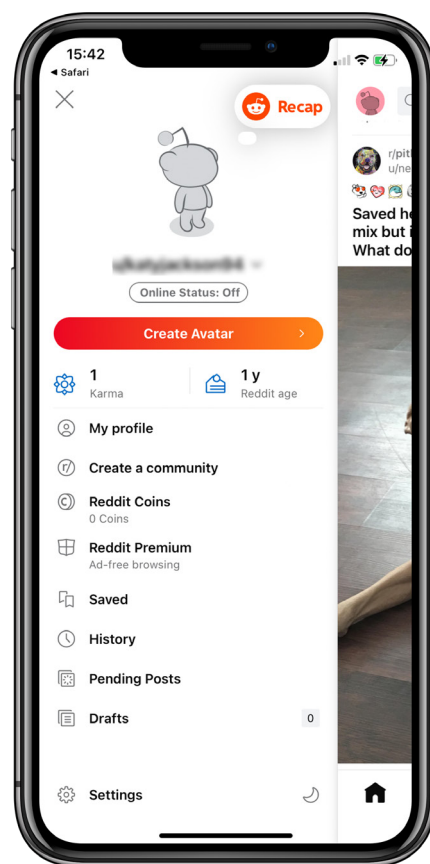 15:42
◄ Safari
Recap
Online Status: Off
Create Avatar
1
Karma
1 y
Reddit age
My profile
r/ Create a community
Reddit Coins
0 Coins
Reddit Premium
Ad-free browsing
Saved
History
Pending Posts
Drafts 0
Settings
r/pit
u/ne
Saved
mix but
What do